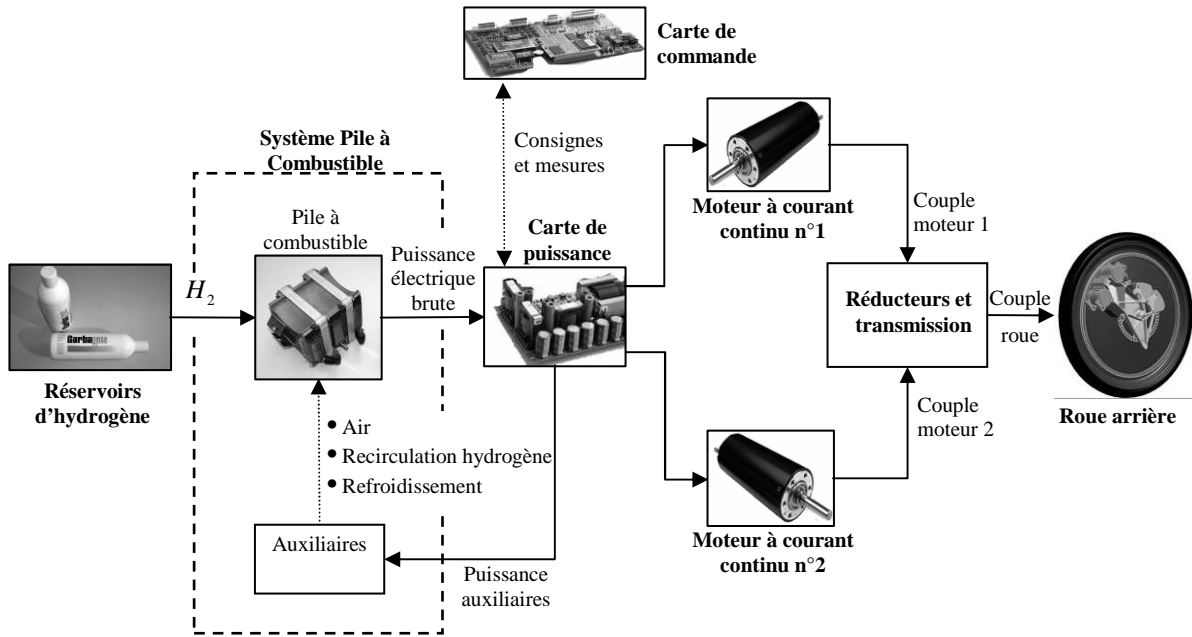 Carte de
commande
Consignes
et mesures
Système Pile à
Combustible
Pile à
combustible
Puissance
électrique
brute
Carte de
puissance
Moteur à courant
continu n°1
Couple
moteur 1
H₂
Réservoirs
d'hydrogène
Réducteurs et
transmission
Couple
roue
Roue arrière
• Air
• Recirculation hydrogène
• Refroidissement
Couple
moteur 2
Auxiliaires
Puissance
auxiliaires
Moteur à courant
continu n°2